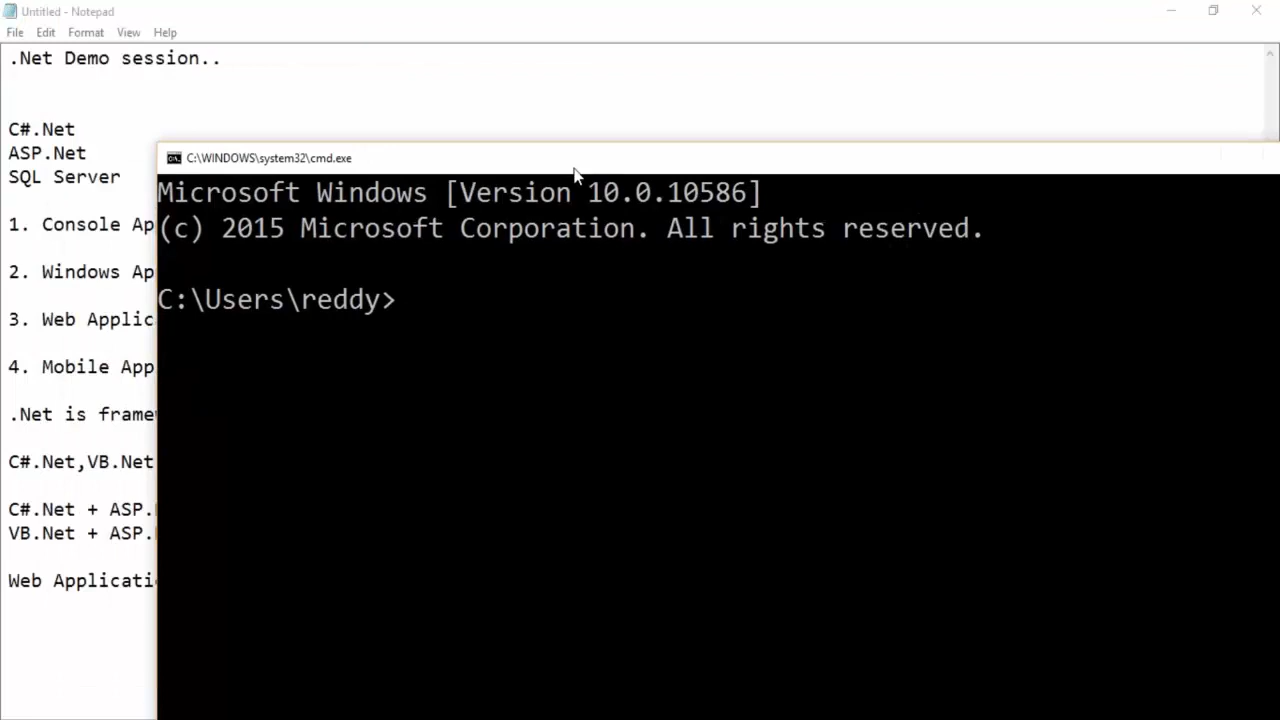 Untitled - Notepad
File Edit Format View Help
.Net Demo session..
C#.Net
ASP.Net
SQL Server
1. Console Ap
2. Windows Ap
3. Web Applic
4. Mobile App
.Net is frame
C#.Net,VB.Net
C#.Net + ASP.
VB.Net + ASP.
Web Applicati
C:\WINDOWS\system32\cmd.exe
Microsoft Windows [Version 10.0.10586]
(c) 2015 Microsoft Corporation. All rights reserved.
C:\Users\reddy>